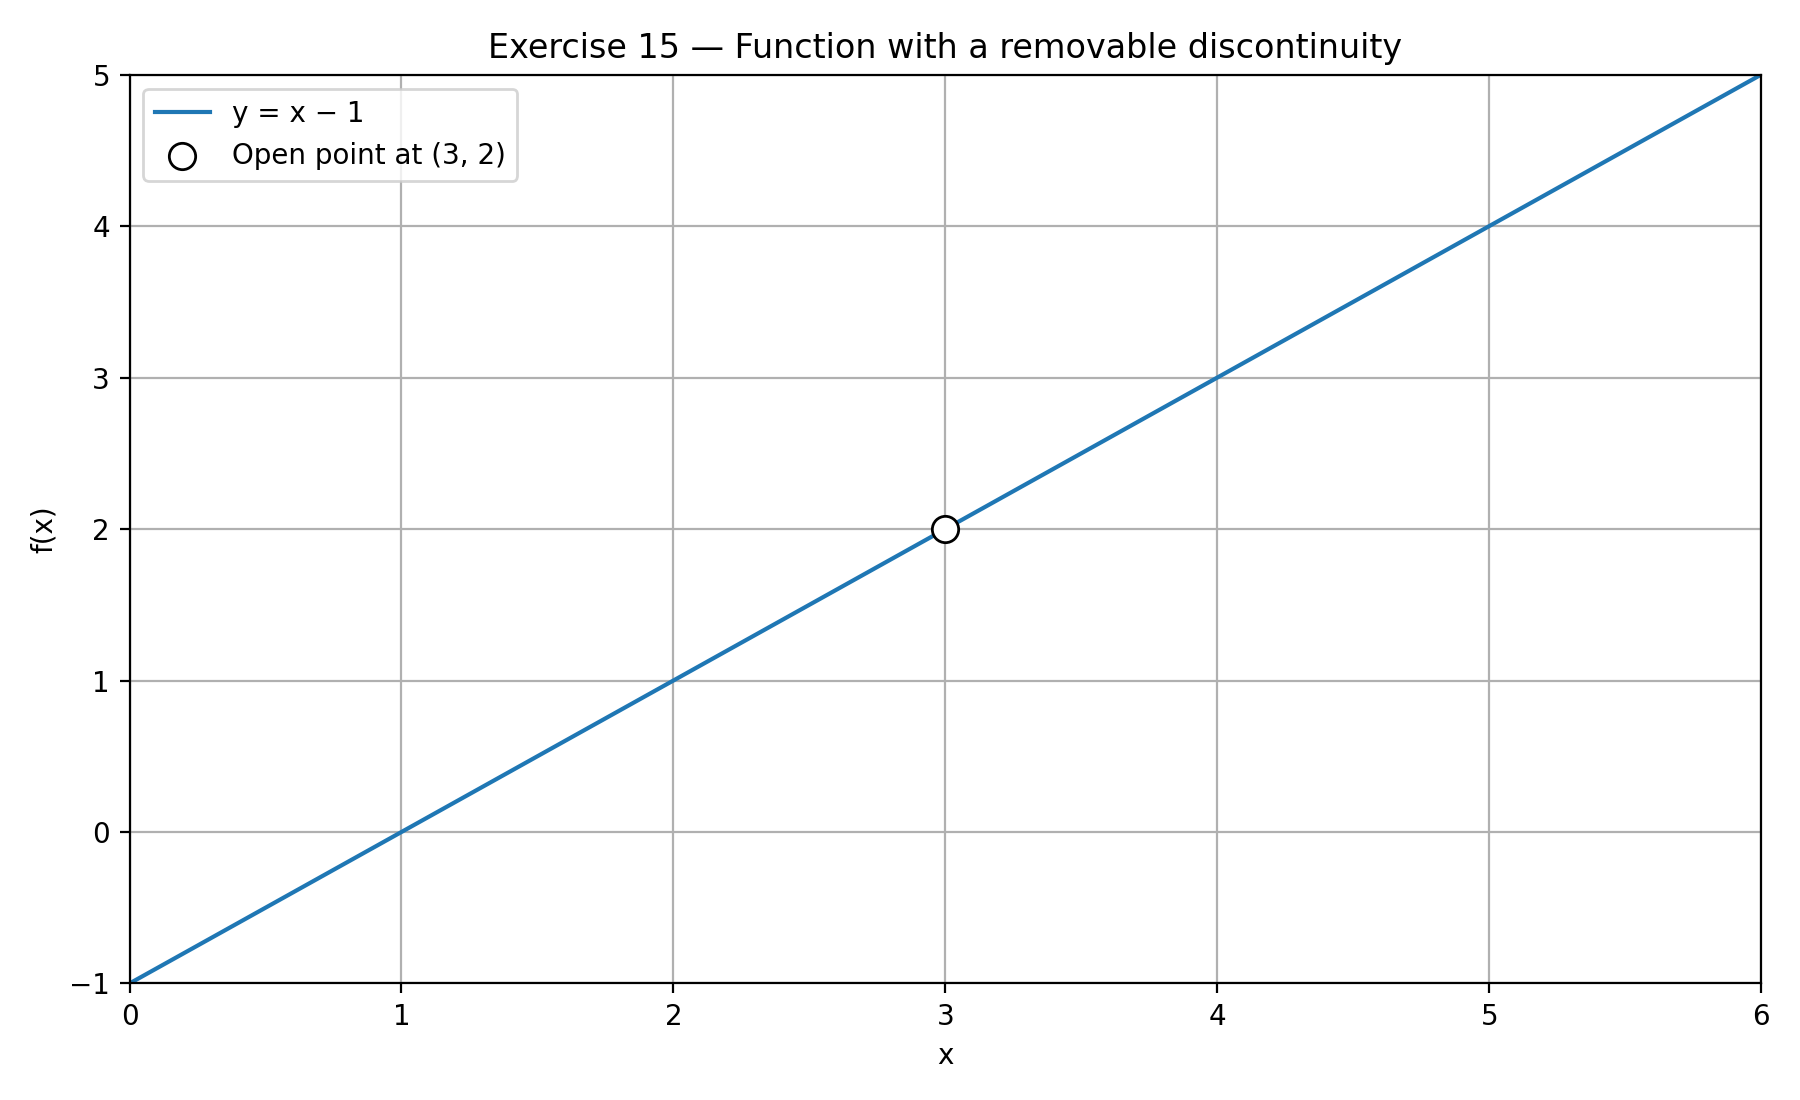 Exercise 15 — Function with a removable discontinuity
y = x − 1
Open point at (3, 2)
5
4
3
2
1
0
−1
f(x)
0 1 2 3 4 5 6
x